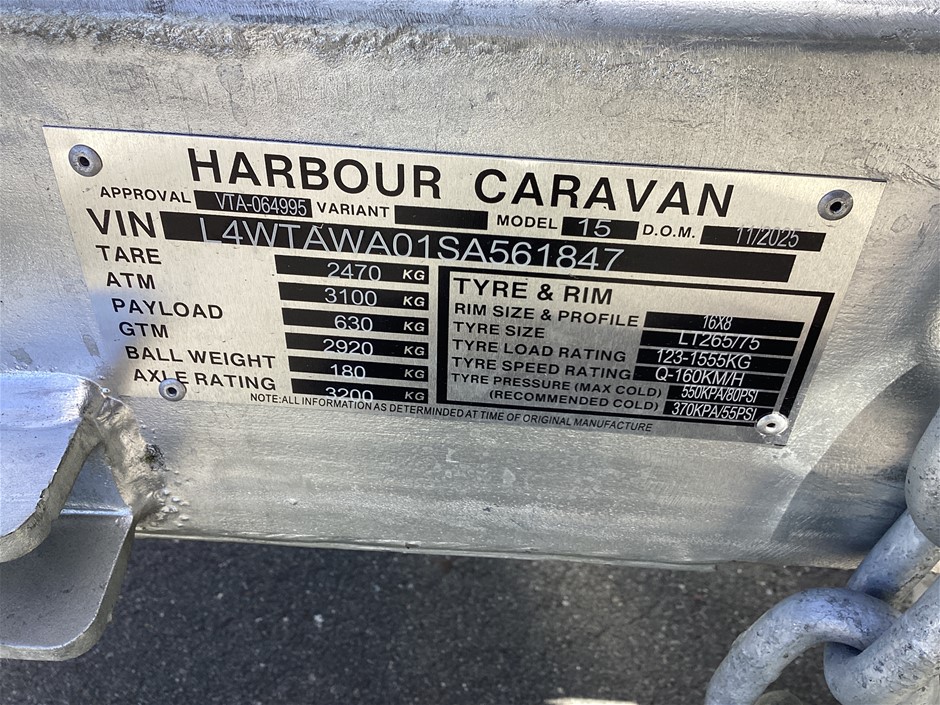 HARBOUR CARAVAN
APPROVAL VTA-064995 VARIANT MODEL 15 D.O.M. 11/2025
VIN L4WTAWA01SA561847
TARE 2470 KG
ATM 3100 KG
PAYLOAD 630 KG
GTM 2920 KG
BALL WEIGHT 180 KG
AXLE RATING 3200 KG
TYRE & RIM
RIM SIZE & PROFILE 16X8
TYRE SIZE LT265/75
TYRE LOAD RATING 123-1555KG
TYRE SPEED RATING Q-160KM/H
TYRE PRESSURE (MAX COLD) 550KPA/80PSI
(RECOMMENDED COLD) 370KPA/55PSI
NOTE:ALL INFORMATION AS DETERMINDED AT TIME OF ORIGINAL MANUFACTURE